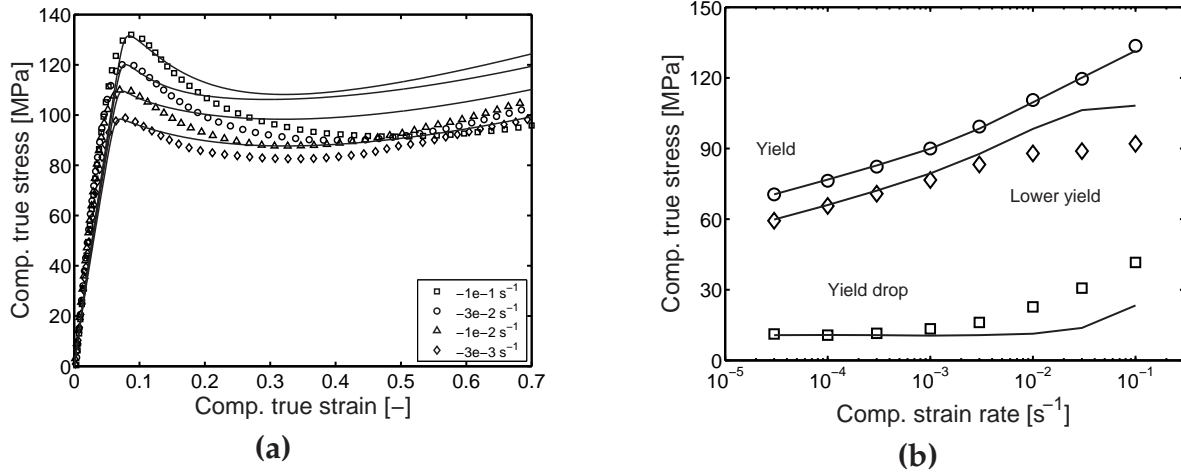 140
120
100
80
60
40
20
0
Comp. true stress [MPa]
0
0.1
0.2
0.3
0.4
0.5
0.6
0.7
Comp. true strain [−]
−1e−1 s⁻¹
−3e−2 s⁻¹
−1e−2 s⁻¹
−3e−3 s⁻¹
(a)
150
120
90
60
30
0
Comp. true stress [MPa]
Yield
Lower yield
Yield drop
10⁻⁵
10⁻⁴
10⁻³
10⁻²
10⁻¹
Comp. strain rate [s⁻¹]
(b)